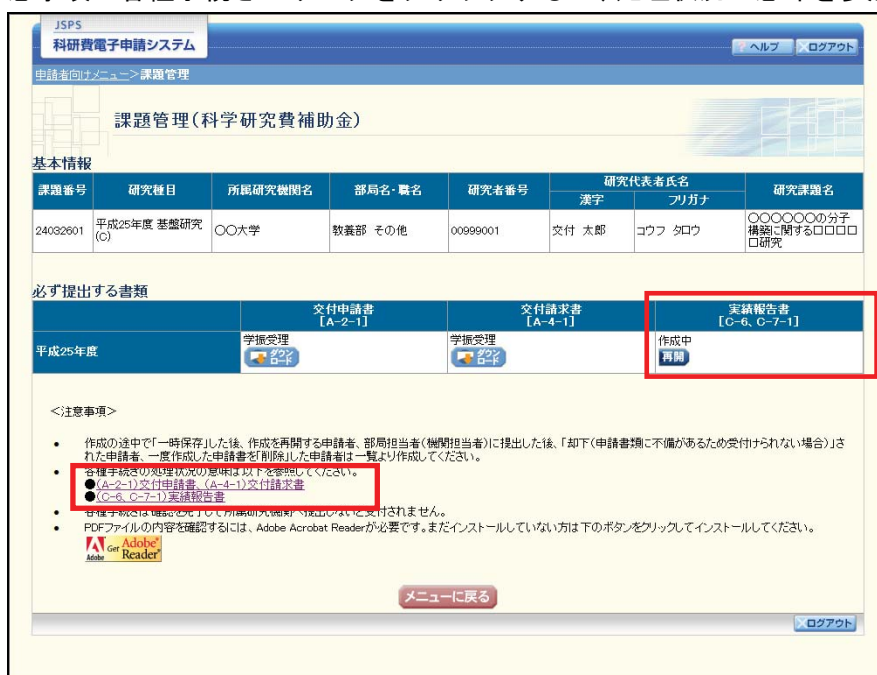 JSPS
科研費電子申請システム
ヘルプ
ログアウト
申請者向けメニュー>課題管理
課題管理(科学研究費補助金)
基本情報
課題番号 研究種目 所属研究機関名 部局名・職名 研究者番号 研究代表者氏名 研究課題名
漢字 フリガナ
24032601 平成25年度 基盤研究(C) ○○大学 教養部 その他 00999001 交付 太郎 コウフ タロウ ○○○○○○の分子
構築に関する□□□□
□研究
必ず提出する書類
交付申請書
[A-2-1]
交付請求書
[A-4-1]
実績報告書
[C-6、C-7-1]
平成25年度
学振受理
ダウンロード
学振受理
ダウンロード
作成中
再開
<注意事項>
• 作成の途中で「一時保存」した後、作成を再開する申請者、部局担当者(機関担当者)に提出した後、「却下(申請書類に不備があるため受付けられない場合)」さ
れた申請者、一度作成した申請書を「削除」した申請者は一覧より作成してください。
• 各種手続きの処理状況の意味は以下を参照してください。
●(A-2-1)交付申請書、(A-4-1)交付請求書
●(C-6、C-7-1)実績報告書
• 各種手続きは確認を完了して所属研究機関へ提出しないと受付されません。
• PDFファイルの内容を確認するには、Adobe Acrobat Readerが必要です。まだインストールしていない方は下のボタンをクリックしてインストールしてください。
Adobe Get Adobe® Reader®
メニューに戻る
ログアウト